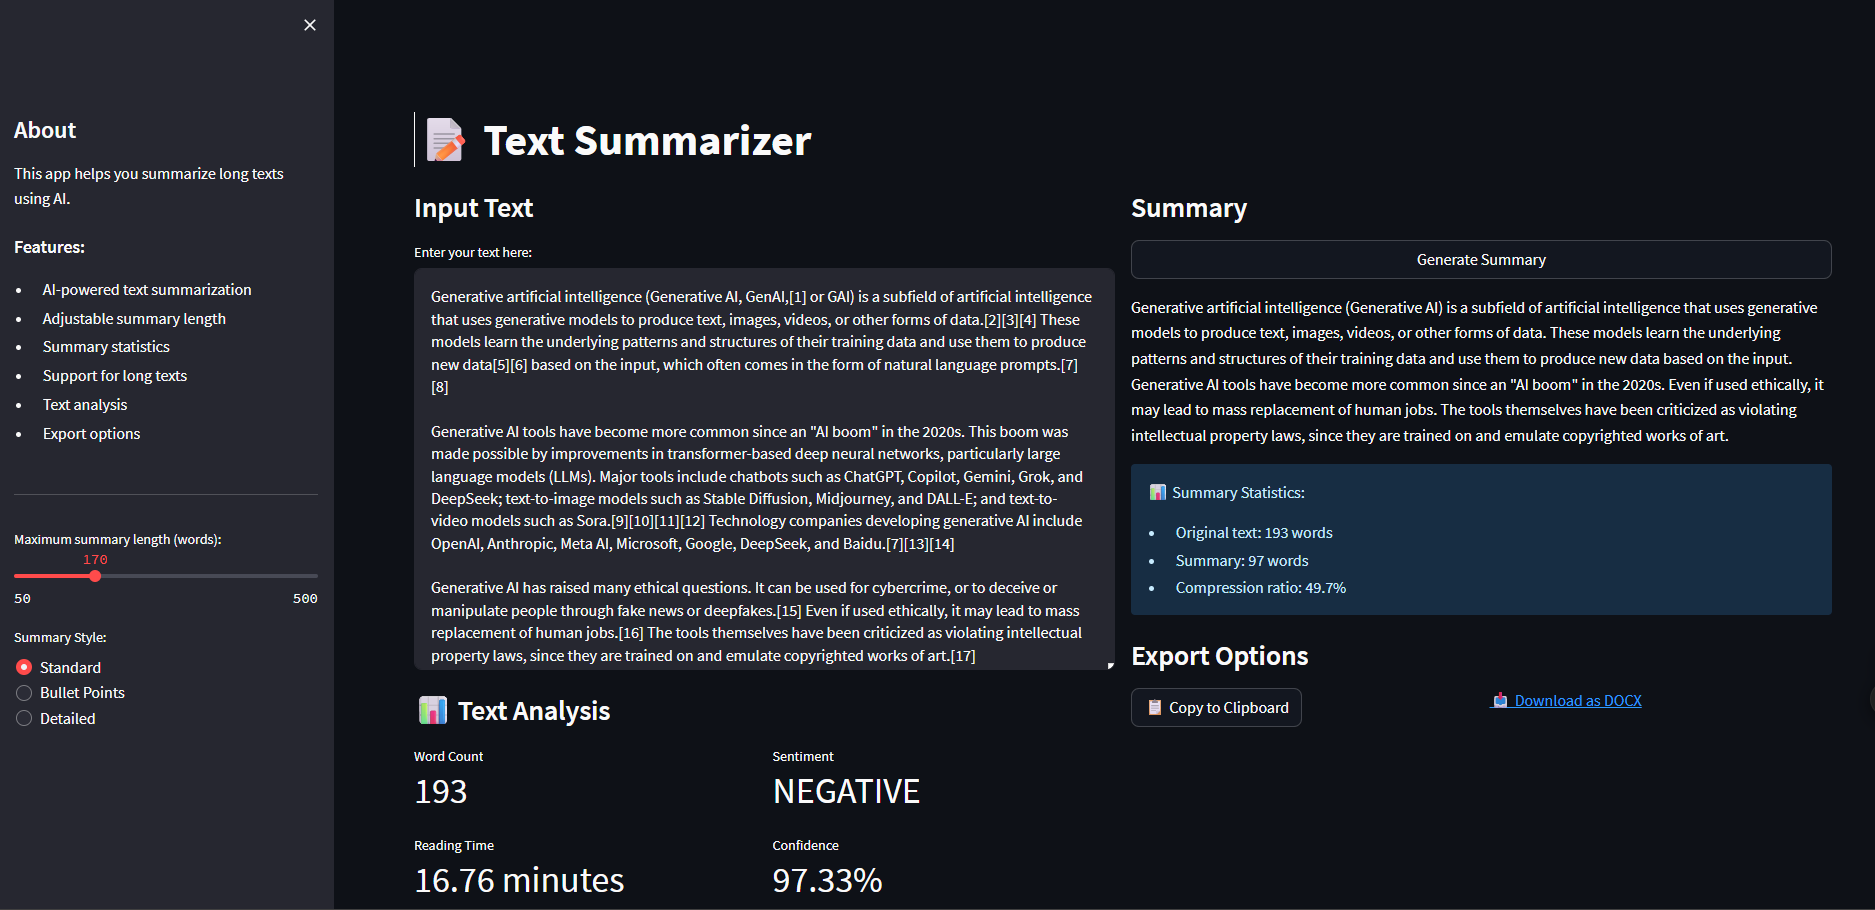 About
This app helps you summarize long texts
using AI.
Features:
• AI-powered text summarization
• Adjustable summary length
• Summary statistics
• Support for long texts
• Text analysis
• Export options
Maximum summary length (words):
170
50 500
Summary Style:
Standard
Bullet Points
Detailed
Text Summarizer
Input Text
Enter your text here:
Generative artificial intelligence (Generative AI, GenAI,[1] or GAI) is a subfield of artificial intelligence
that uses generative models to produce text, images, videos, or other forms of data.[2][3][4] These
models learn the underlying patterns and structures of their training data and use them to produce
new data[5][6] based on the input, which often comes in the form of natural language prompts.[7]
[8]
Generative AI tools have become more common since an "AI boom" in the 2020s. This boom was
made possible by improvements in transformer-based deep neural networks, particularly large
language models (LLMs). Major tools include chatbots such as ChatGPT, Copilot, Gemini, Grok, and
DeepSeek; text-to-image models such as Stable Diffusion, Midjourney, and DALL-E; and text-to-
video models such as Sora.[9][10][11][12] Technology companies developing generative AI include
OpenAI, Anthropic, Meta AI, Microsoft, Google, DeepSeek, and Baidu.[7][13][14]
Generative AI has raised many ethical questions. It can be used for cybercrime, or to deceive or
manipulate people through fake news or deepfakes.[15] Even if used ethically, it may lead to mass
replacement of human jobs.[16] The tools themselves have been criticized as violating intellectual
property laws, since they are trained on and emulate copyrighted works of art.[17]
Text Analysis
Word Count
193
Sentiment
NEGATIVE
Reading Time
16.76 minutes
Confidence
97.33%
Summary
Generate Summary
Generative artificial intelligence (Generative AI) is a subfield of artificial intelligence that uses generative
models to produce text, images, videos, or other forms of data. These models learn the underlying
patterns and structures of their training data and use them to produce new data based on the input.
Generative AI tools have become more common since an "AI boom" in the 2020s. Even if used ethically, it
may lead to mass replacement of human jobs. The tools themselves have been criticized as violating
intellectual property laws, since they are trained on and emulate copyrighted works of art.
Summary Statistics:
• Original text: 193 words
• Summary: 97 words
• Compression ratio: 49.7%
Export Options
Copy to Clipboard
Download as DOCX